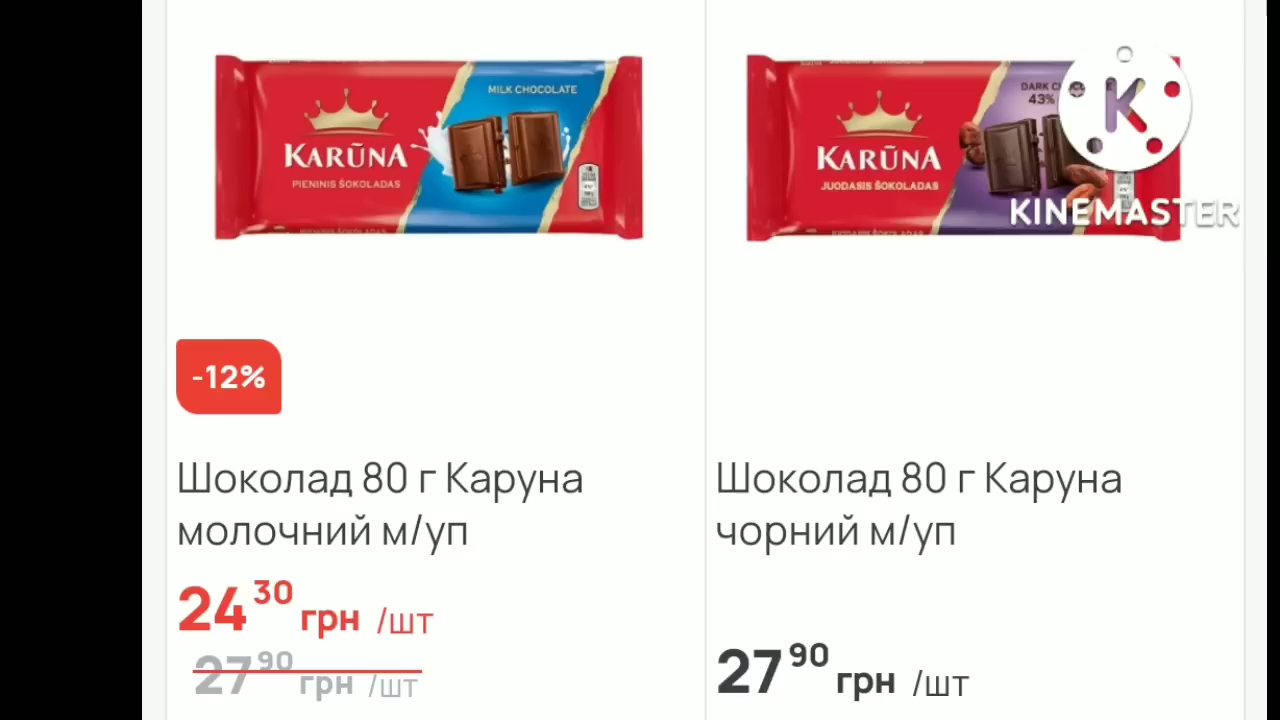 MILK CHOCOLATE
KARŪNA
PIENINIS ŠOKOLADAS
DARK
43%
KARŪNA
JUODASIS ŠOKOLADAS
K
KINEMASTER
-12%
Шоколад 80 г Каруна
молочний м/уп
24 30 грн /шт
27 90 грн /шт
Шоколад 80 г Каруна
чорний м/уп
27 90 грн /шт